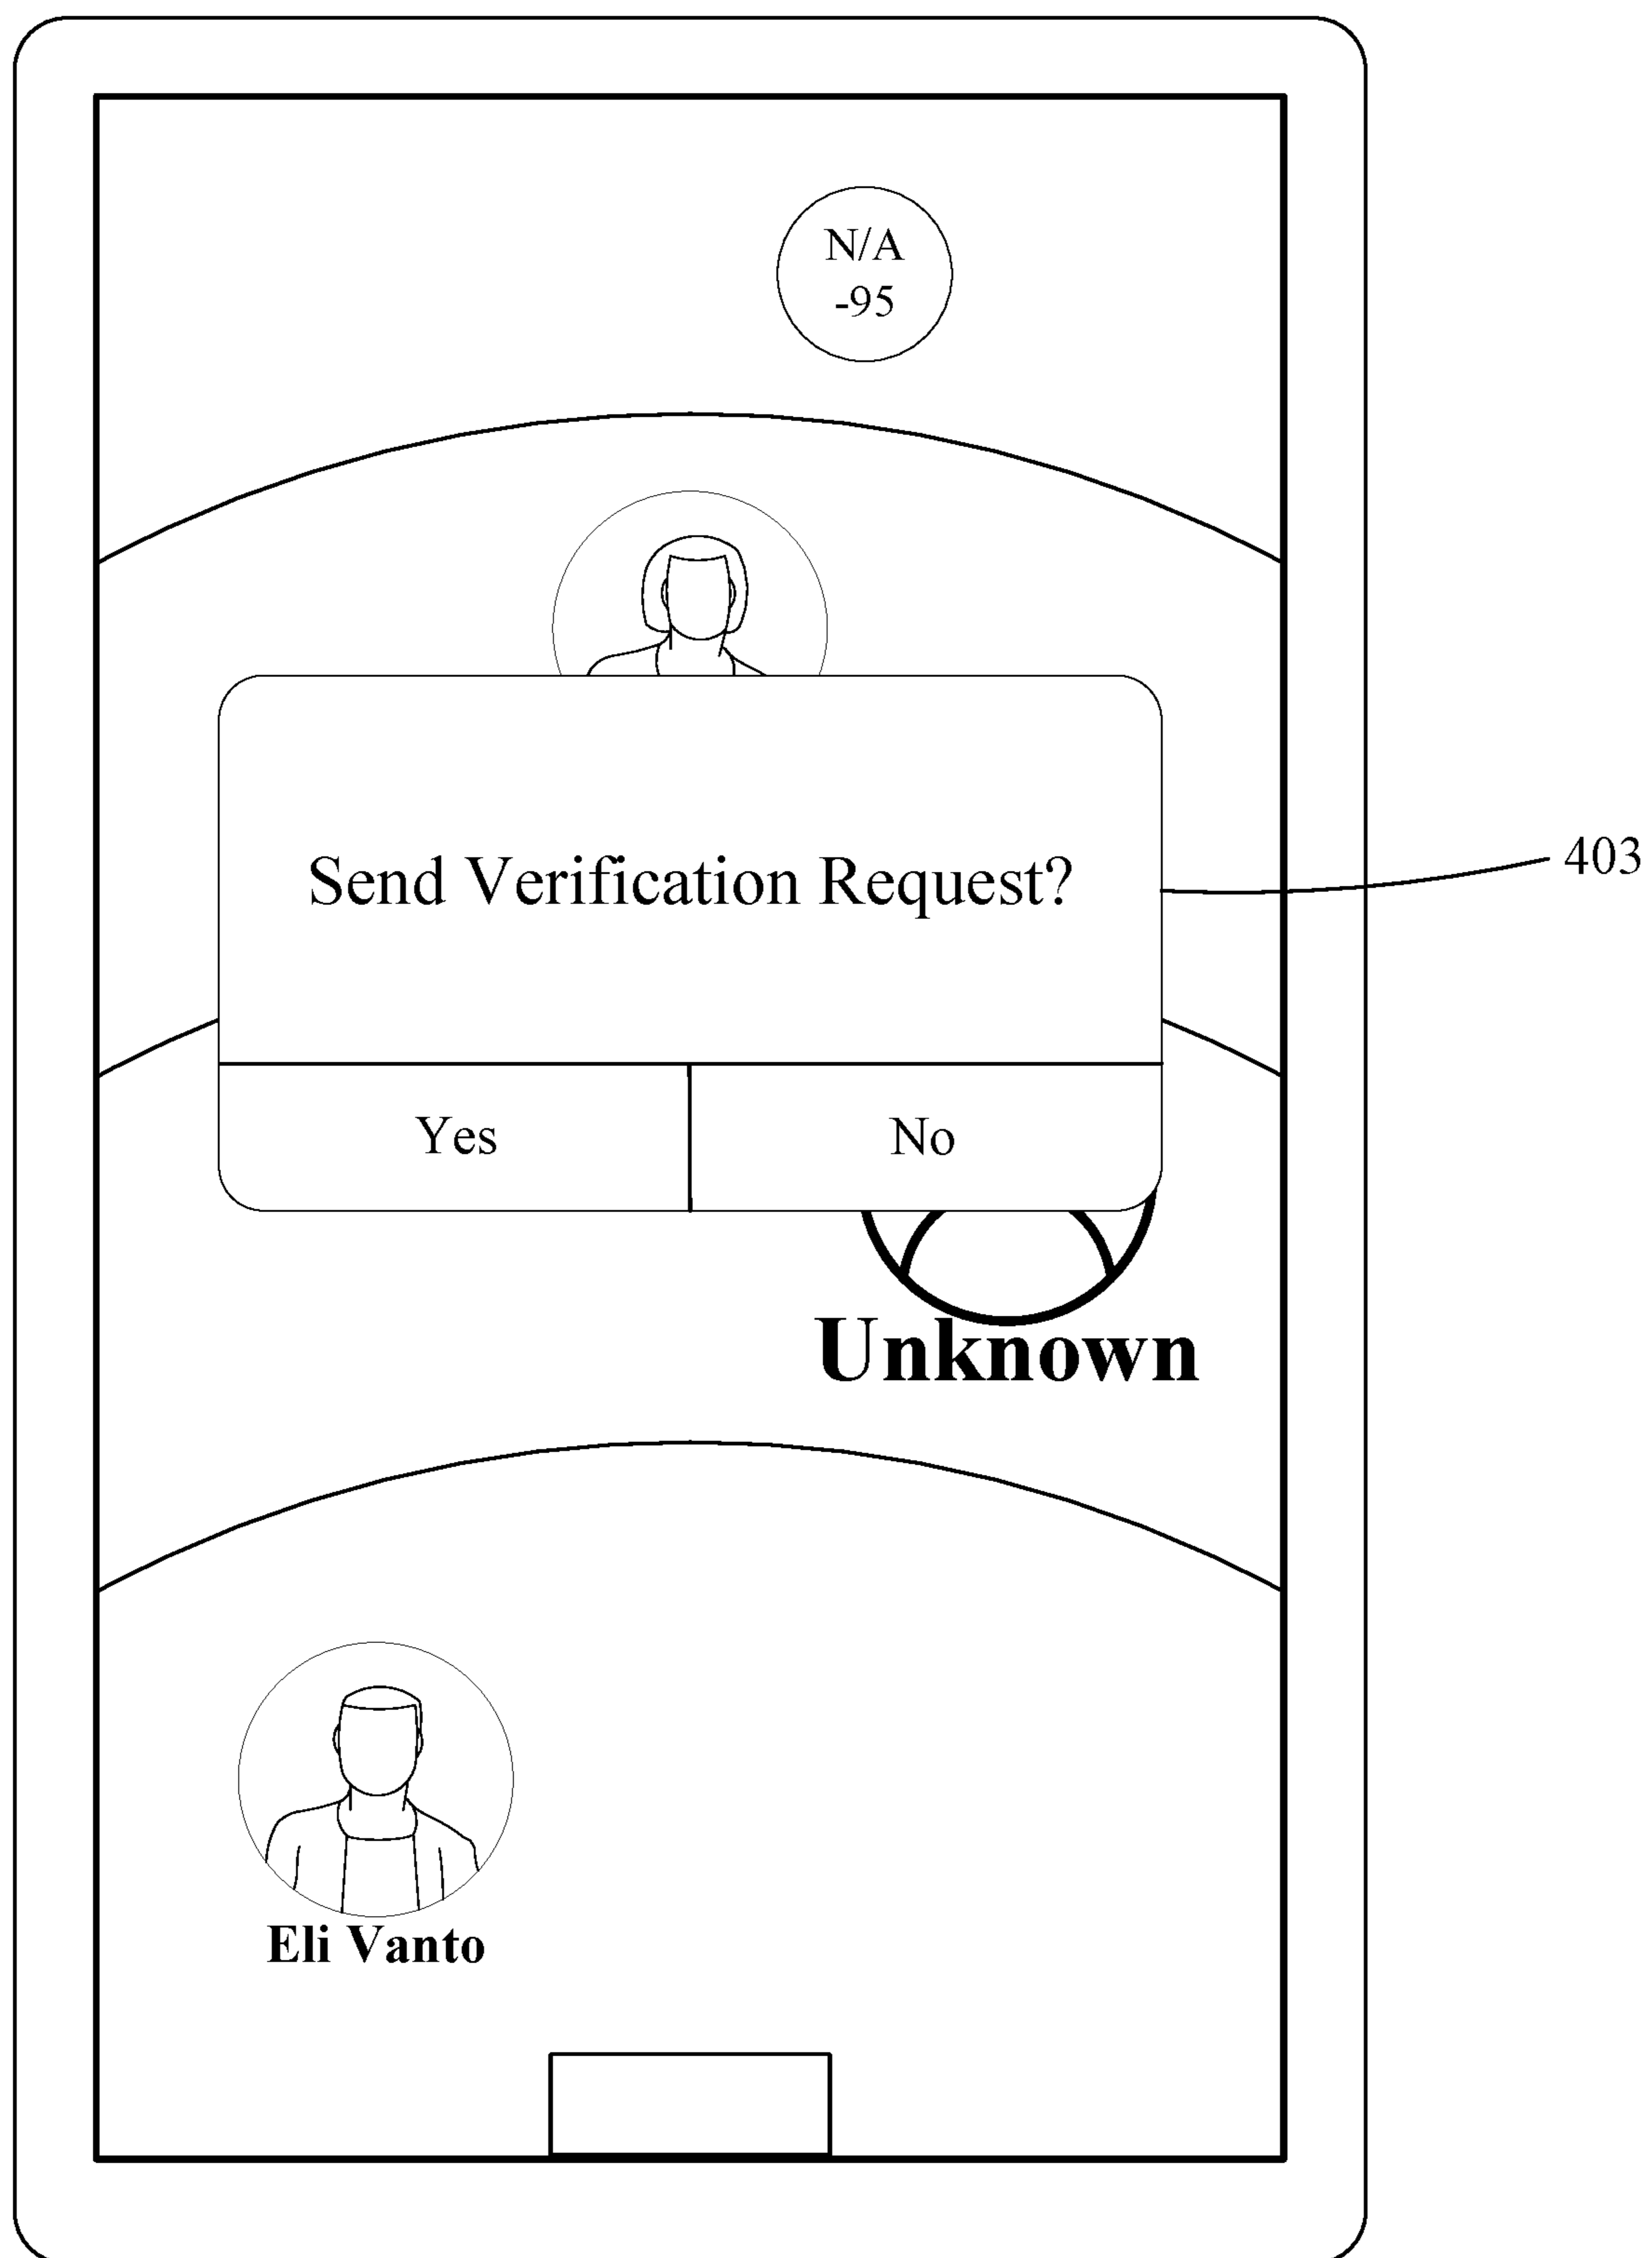 N/A
-95
Send Verification Request?
403
Yes
No
Unknown
Eli Vanto